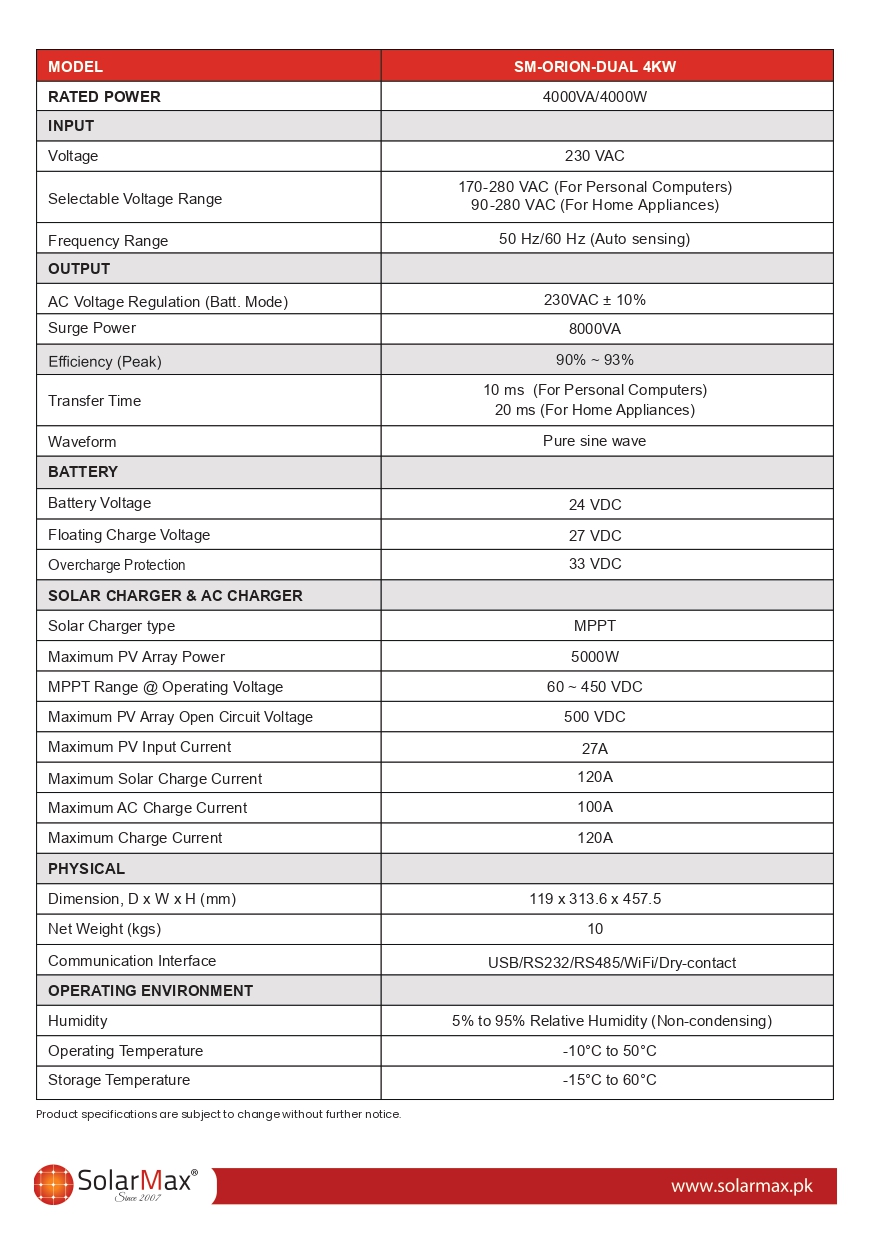 MODEL SM-ORION-DUAL 4KW
RATED POWER 4000VA/4000W
INPUT
Voltage 230 VAC
Selectable Voltage Range 170-280 VAC (For Personal Computers)
90-280 VAC (For Home Appliances)
Frequency Range 50 Hz/60 Hz (Auto sensing)
OUTPUT
AC Voltage Regulation (Batt. Mode) 230VAC ± 10%
Surge Power 8000VA
Efficiency (Peak) 90% ~ 93%
Transfer Time 10 ms (For Personal Computers)
20 ms (For Home Appliances)
Waveform Pure sine wave
BATTERY
Battery Voltage 24 VDC
Floating Charge Voltage 27 VDC
Overcharge Protection 33 VDC
SOLAR CHARGER & AC CHARGER
Solar Charger type MPPT
Maximum PV Array Power 5000W
MPPT Range @ Operating Voltage 60 ~ 450 VDC
Maximum PV Array Open Circuit Voltage 500 VDC
Maximum PV Input Current 27A
Maximum Solar Charge Current 120A
Maximum AC Charge Current 100A
Maximum Charge Current 120A
PHYSICAL
Dimension, D x W x H (mm) 119 x 313.6 x 457.5
Net Weight (kgs) 10
Communication Interface USB/RS232/RS485/WiFi/Dry-contact
OPERATING ENVIRONMENT
Humidity 5% to 95% Relative Humidity (Non-condensing)
Operating Temperature -10°C to 50°C
Storage Temperature -15°C to 60°C
Product specifications are subject to change without further notice.
SolarMax®
Since 2007
www.solarmax.pk